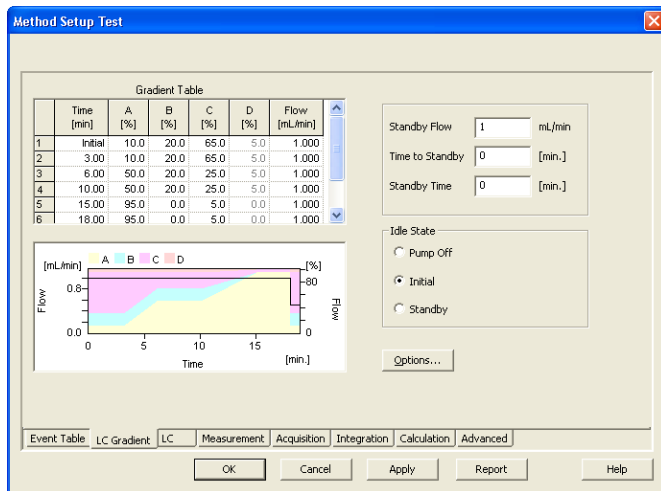 Method Setup Test
Gradient Table
Time [min] A [%] B [%] C [%] D [%] Flow [mL/min]
1 Initial 10.0 20.0 65.0 5.0 1.000
2 3.00 10.0 20.0 65.0 5.0 1.000
3 6.00 50.0 20.0 25.0 5.0 1.000
4 10.00 50.0 20.0 25.0 5.0 1.000
5 15.00 95.0 0.0 5.0 0.0 1.000
6 18.00 95.0 0.0 5.0 0.0 1.000
Standby Flow 1 mL/min
Time to Standby 0 [min.]
Standby Time 0 [min.]
Idle State
Pump Off
Initial
Standby
Options...
[mL/min] A B C D [%]
0.8 80
Flow Flow
0.0 0
0 5 10 15
Time [min.]
Event Table LC Gradient LC Measurement Acquisition Integration Calculation Advanced
OK Cancel Apply Report Help